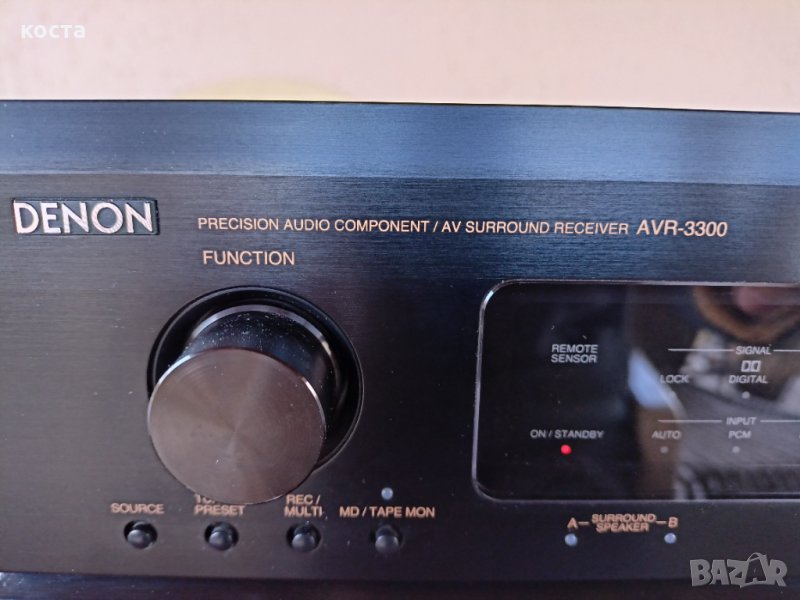 коста
DENON
PRECISION AUDIO COMPONENT / AV SURROUND RECEIVER AVR-3300
FUNCTION
REMOTE
SENSOR
SIGNAL
LOCK
DIGITAL
INPUT
ON / STANDBY
AUTO
PCM
SOURCE
PRESET
REC /
MULTI
MD / TAPE MON
A
SURROUND
SPEAKER
B
BAZAR